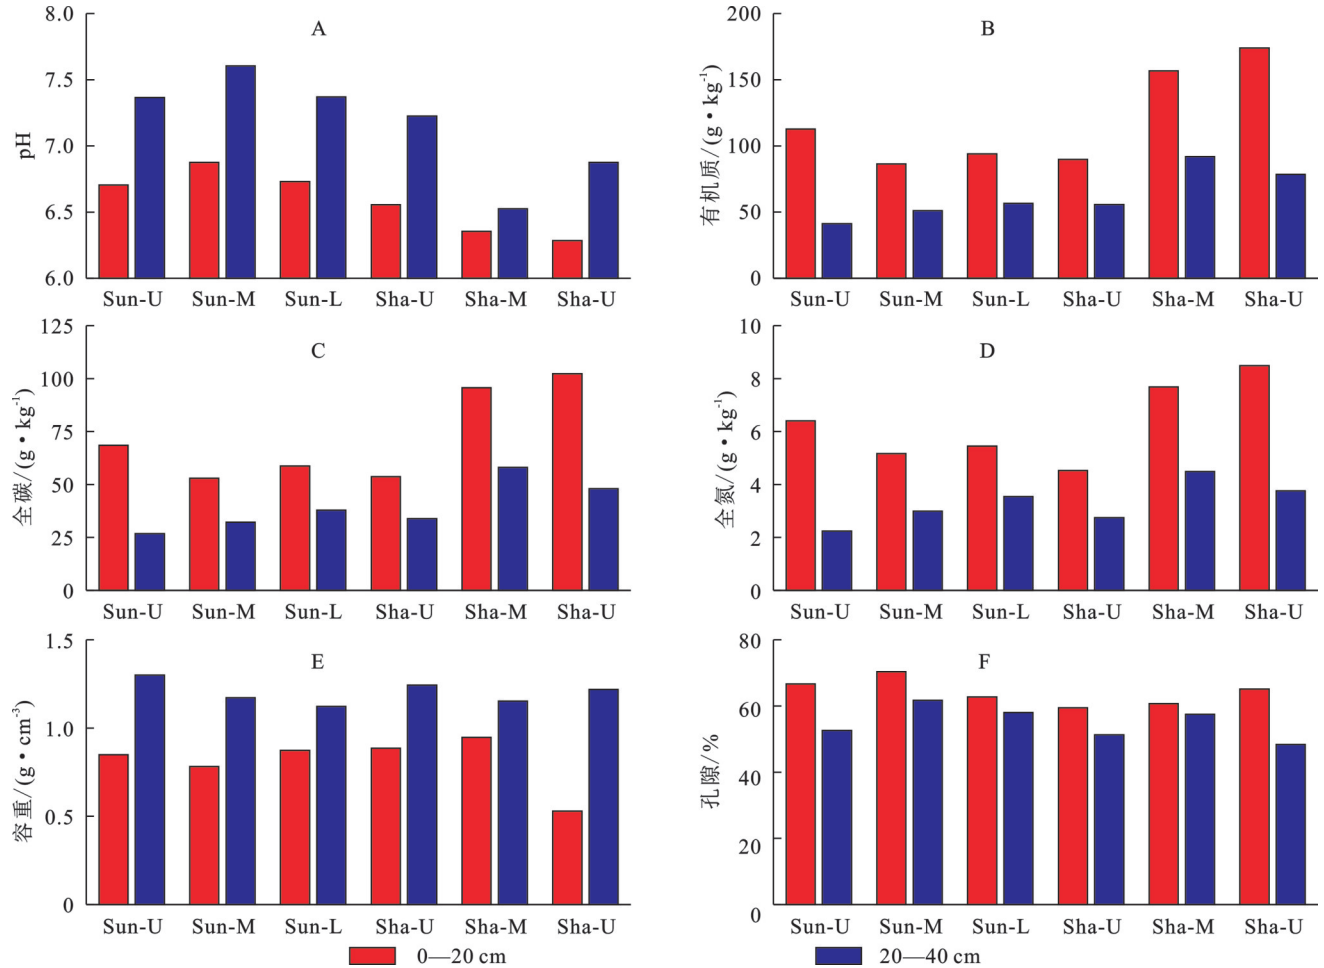 A
pH
8.0
7.5
7.0
6.5
6.0
Sun-U Sun-M Sun-L Sha-U Sha-M Sha-U
B
有机质/(g•kg⁻¹)
200
150
100
50
0
Sun-U Sun-M Sun-L Sha-U Sha-M Sha-U
C
全碳/(g•kg⁻¹)
125
100
75
50
25
0
Sun-U Sun-M Sun-L Sha-U Sha-M Sha-U
D
全氮/(g•kg⁻¹)
10
8
6
4
2
0
Sun-U Sun-M Sun-L Sha-U Sha-M Sha-U
E
容重/(g•cm⁻³)
1.5
1.0
0.5
0
Sun-U Sun-M Sun-L Sha-U Sha-M Sha-U
F
孔隙/%
80
60
40
20
0
Sun-U Sun-M Sun-L Sha-U Sha-M Sha-U
0—20 cm
20—40 cm